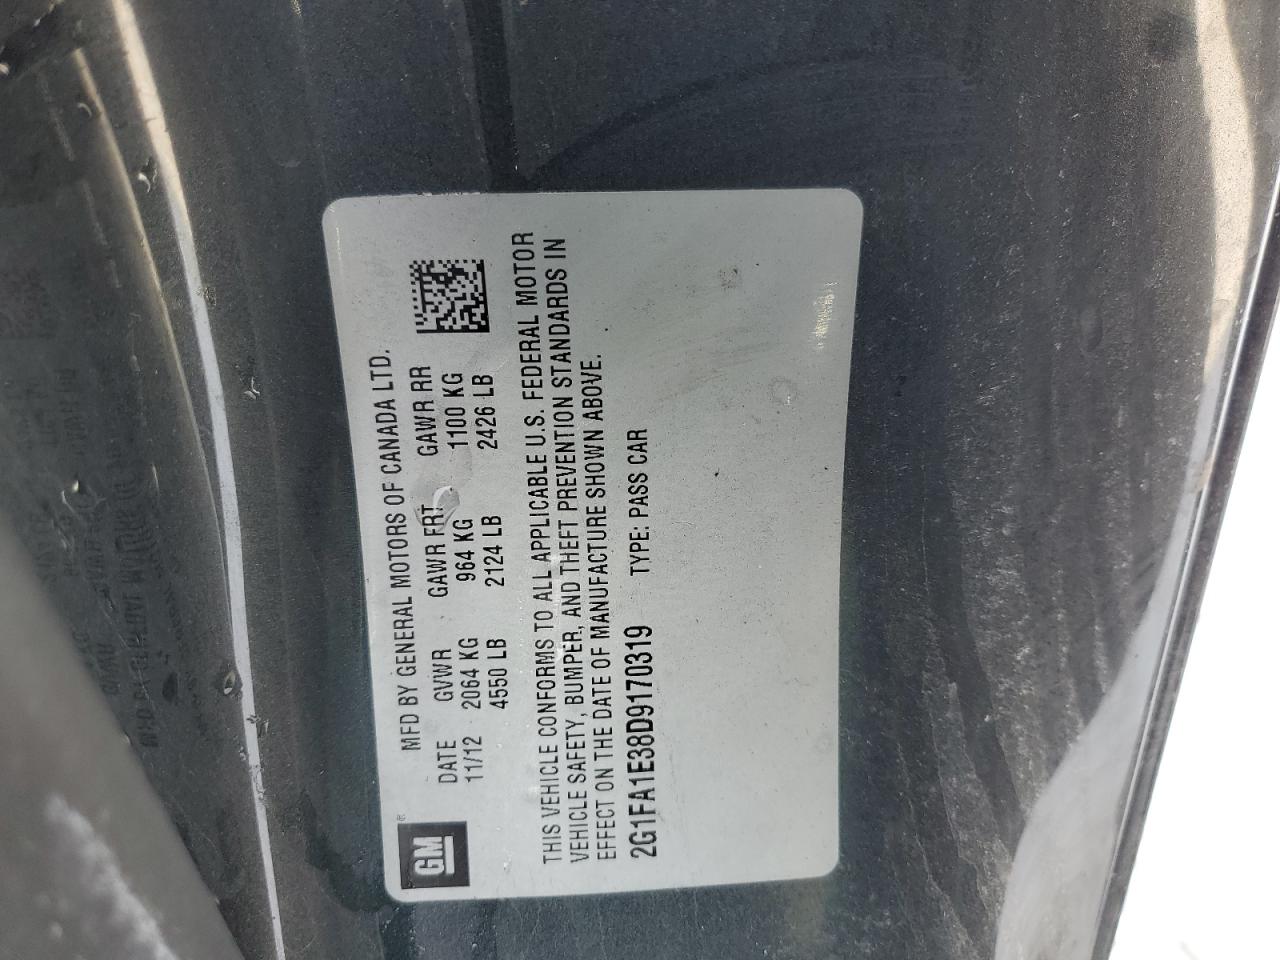 GM®
MFD BY GENERAL MOTORS OF CANADA LTD.
DATE GVWR GAWR FRT GAWR RR
11/12 2064 KG 964 KG 1100 KG
4550 LB 2124 LB 2426 LB
THIS VEHICLE CONFORMS TO ALL APPLICABLE U.S. FEDERAL MOTOR
VEHICLE SAFETY, BUMPER, AND THEFT PREVENTION STANDARDS IN
EFFECT ON THE DATE OF MANUFACTURE SHOWN ABOVE.
2G1FA1E38D9170319 TYPE: PASS CAR